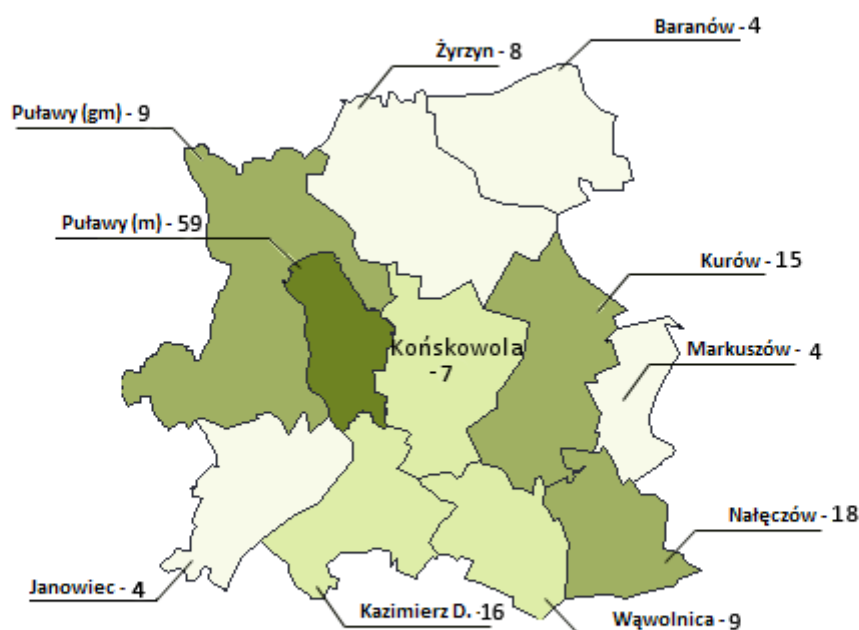 Baranów - 4
Żyrzyn - 8
Puławy (gm) - 9
Puławy (m) - 59
Kurów - 15
Końskowola
-7
Markuszów - 4
Nałęczów - 18
Janowiec - 4
Kazimierz D. -16
Wąwolnica - 9